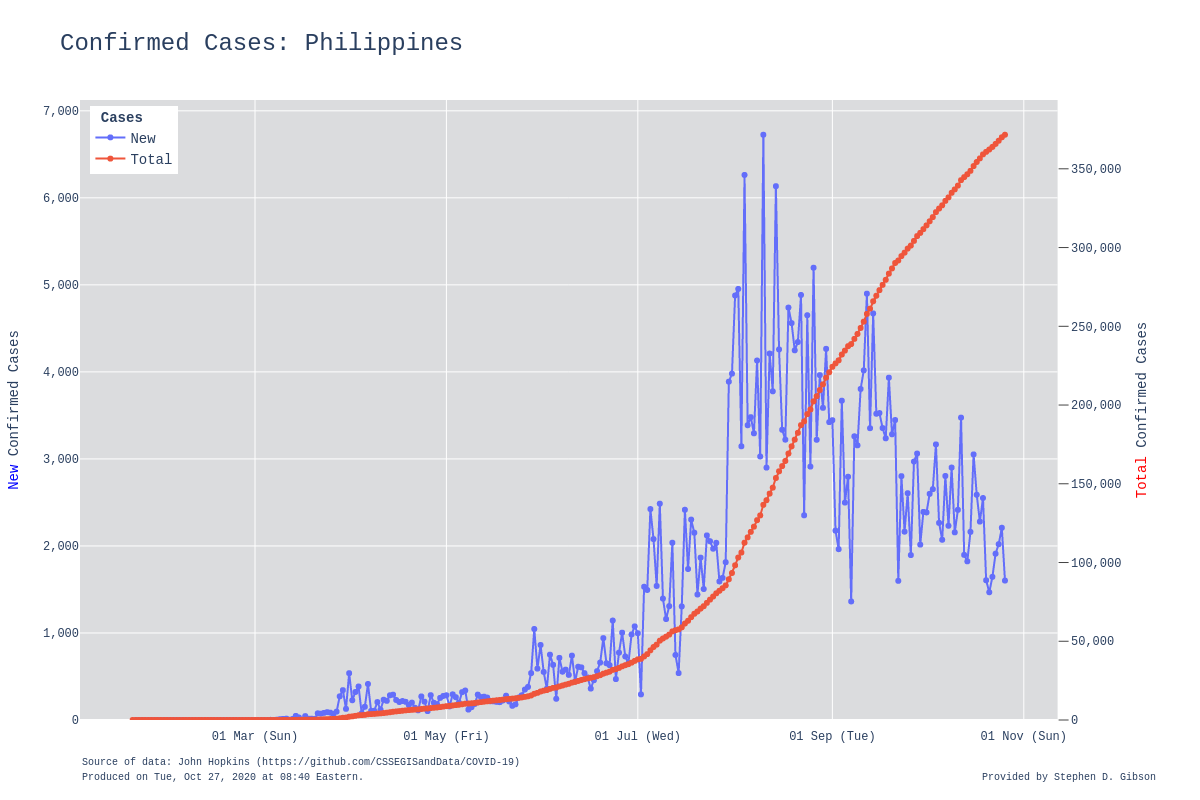 Confirmed Cases: Philippines
7,000
6,000
5,000
4,000
3,000
2,000
1,000
0
New Confirmed Cases
Cases
New
Total
350,000
300,000
250,000
200,000
150,000
100,000
50,000
0
Total Confirmed Cases
01 Mar (Sun)
01 May (Fri)
01 Jul (Wed)
01 Sep (Tue)
01 Nov (Sun)
Source of data: John Hopkins (https://github.com/CSSEGISandData/COVID-19)
Produced on Tue, Oct 27, 2020 at 08:40 Eastern.
Provided by Stephen D. Gibson